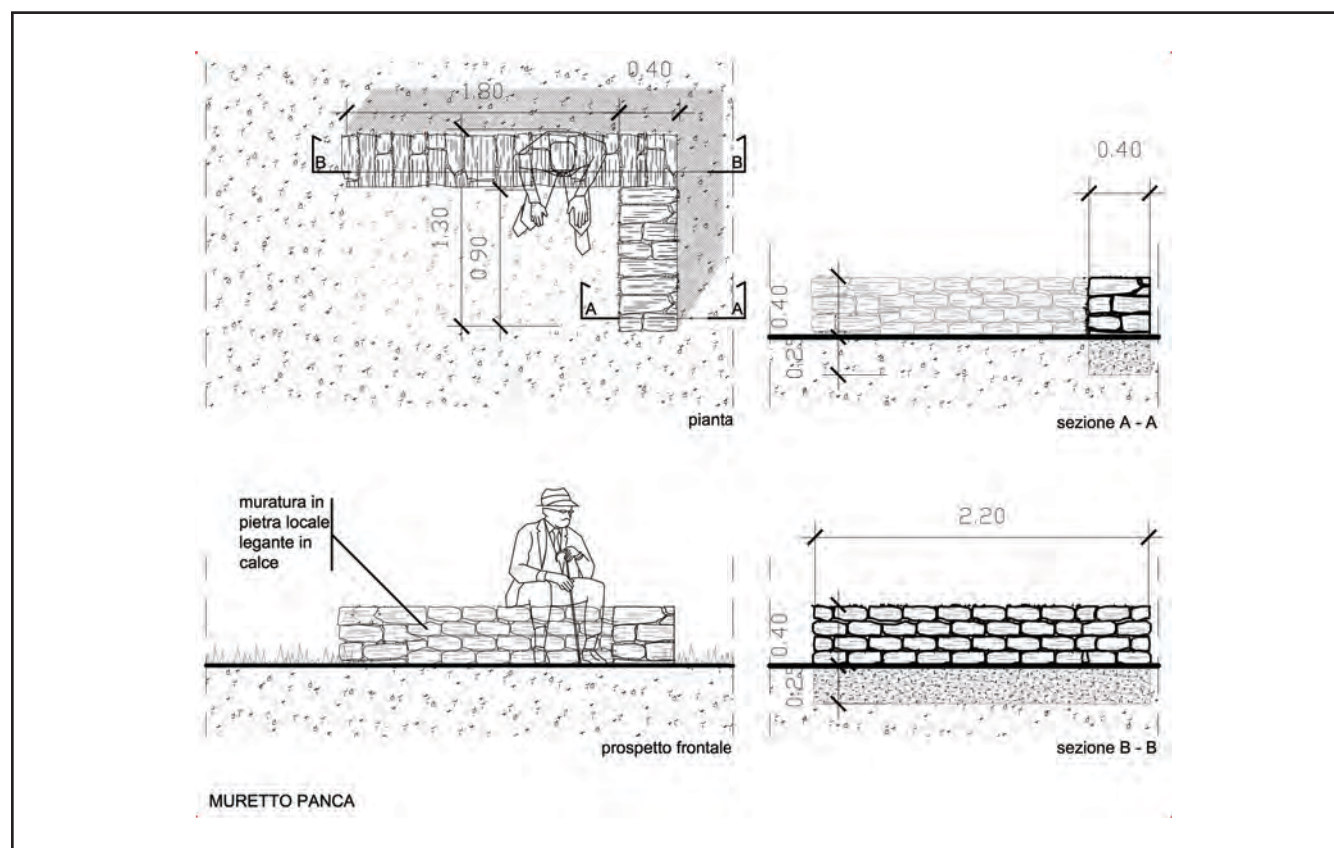 0.40
1.80
B
B
1.30
0.90
A
A
pianta
0.40
0.40
0.25
sezione A - A
muratura in
pietra locale
legante in
calce
prospetto frontale
2.20
0.40
0.25
sezione B - B
MURETTO PANCA